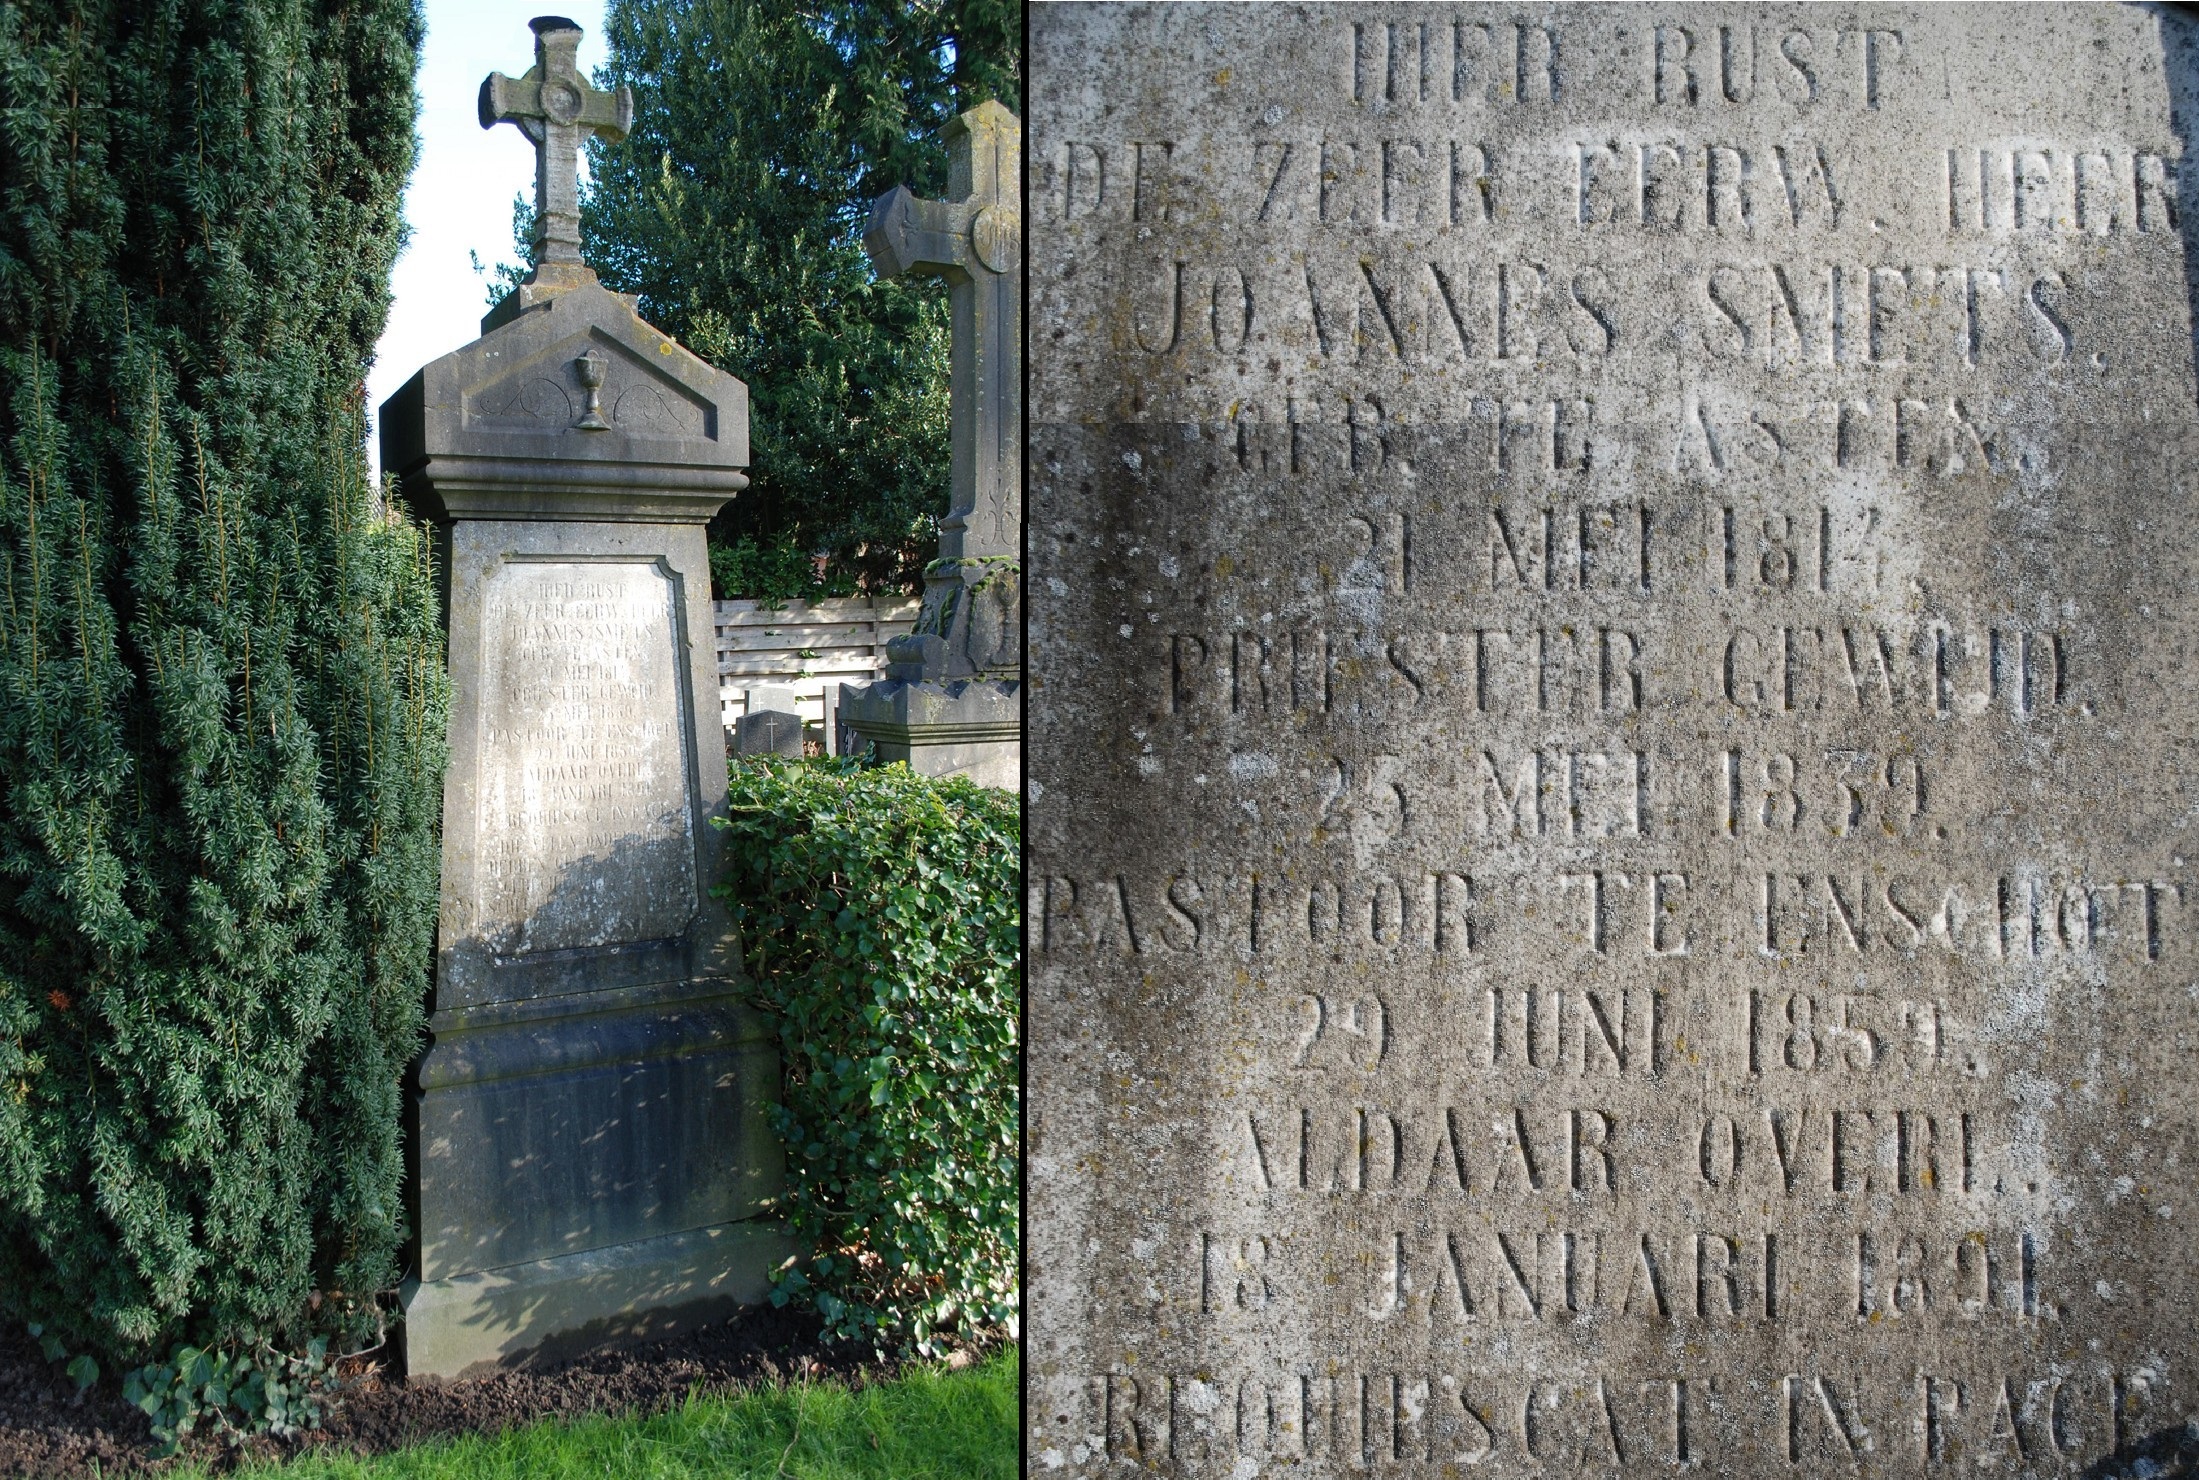 HIER RUST
DE ZEER EERW. HEER
JOANNES SMETS.
GEB. TE ASTEN.
21 MEI 1814.
PRIESTER GEWIJD.
25 MEI 1839.
PASTOOR TE ENSCHOT
29 JUNI 1859.
ALDAAR OVERL.
18 JANUARI 1891.
REQUIESCAT IN PACE